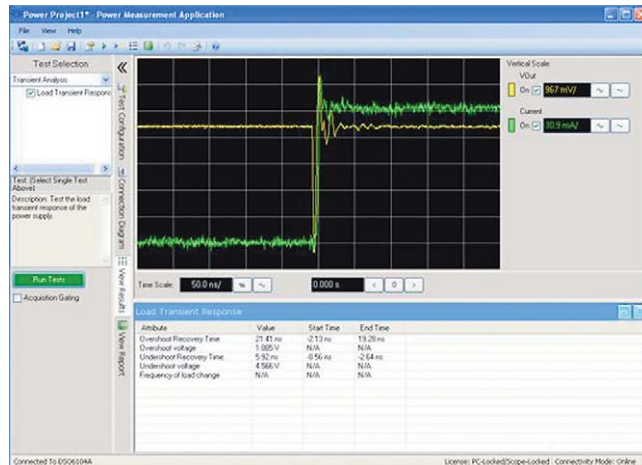 Power Project1* - Power Measurement Application
File View Help
Test Selection
Transient Analysis
Load Transient Respons
Test: (Select Single Test Above)
Description: Test the load transient response of the power supply.
Run Tests
Acquisition Gating
Test Configuration
Connection Diagram
View Results
View Report
Vertical Scale:
VOut
On 967 mV/
Current
On 30.9 mA/
Time Scale: 50.0 ns/ 0.000 s < 0 >
Load Transient Response
Attribute Value Start Time End Time
Overshoot Recovery Time 21.41 ns -2.13 ns 19.28 ns
Overshoot voltage 1.885 V N/A N/A
Undershoot Recovery Time 5.92 ns -8.56 ns -2.64 ns
Undershoot voltage 4.566 V N/A N/A
Frequency of load change N/A N/A N/A
Connected To DSO6104A
License: PC-Locked/Scope-Locked Connectivity Mode: Online